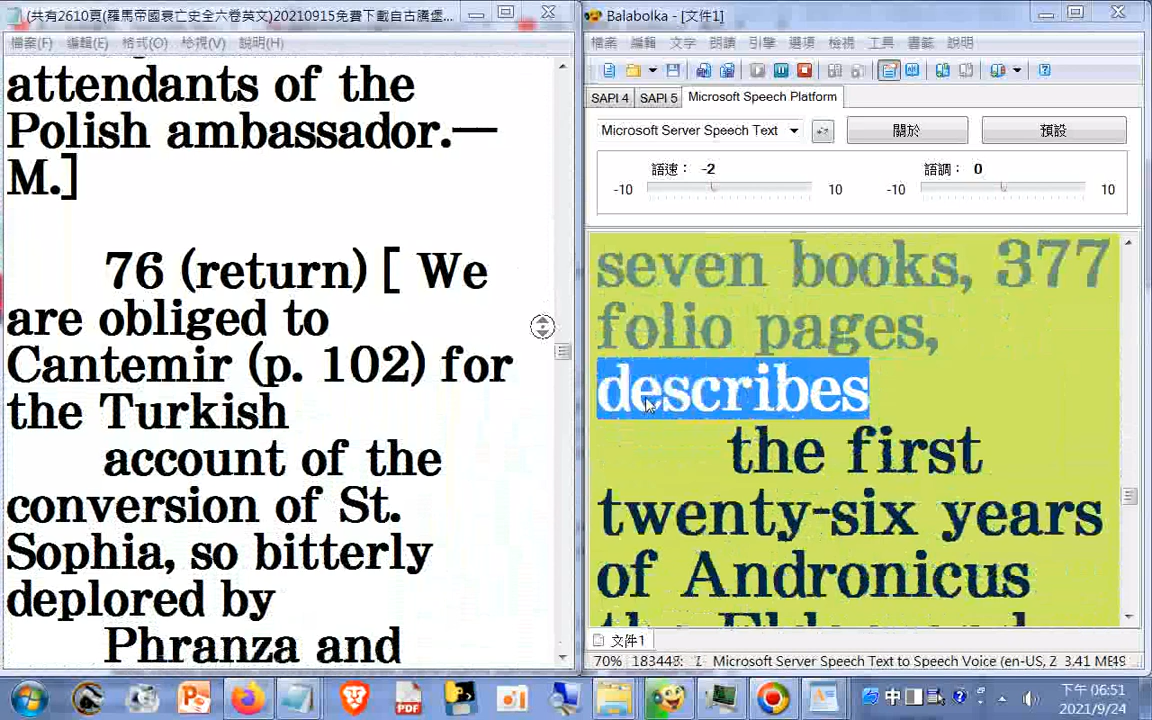 (共有2610頁(羅馬帝國衰亡史全六卷英文)20210915免費下載自古騰堡...
檔案(F) 編輯(E) 格式(O) 檢視(V) 說明(H)
attendants of the
Polish ambassador.—
M.]
76 (return) [ We
are obliged to
Cantemir (p. 102) for
the Turkish
account of the
conversion of St.
Sophia, so bitterly
deplored by
Phranza and
Balabolka - [文件1]
檔案 編輯 文字 朗讀 引擎 選項 檢視 工具 書籤 說明
SAPI 4 SAPI 5 Microsoft Speech Platform
Microsoft Server Speech Text 關於 預設
語速： -2 語調： 0
-10 10 -10 10
seven books, 377
folio pages,
describes
the first
twenty-six years
of Andronicus
文件1
70% Microsoft Server Speech Text to Speech Voice (en-US, Z
中
下午 06:51
2021/9/24